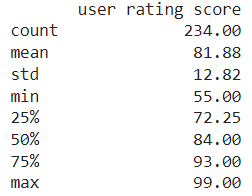 user rating score
count 234.00
mean 81.88
std 12.82
min 55.00
25% 72.25
50% 84.00
75% 93.00
max 99.00